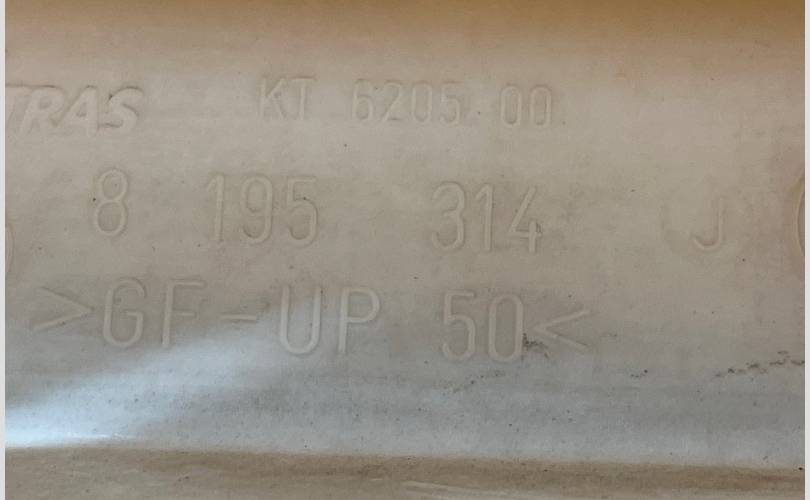 TRAS KT 6205 00
8 195 314 J
>GF-UP 50<